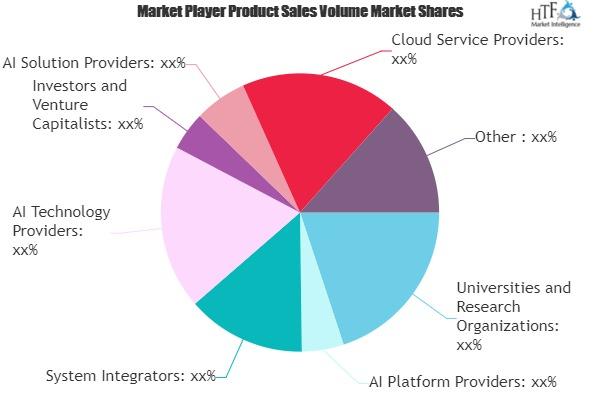 Market Player Product Sales Volume Market Shares
HTF
Market Intelligence
Cloud Service Providers:
xx%
AI Solution Providers: xx%
Investors and
Venture
Capitalists: xx%
Other : xx%
AI Technology
Providers:
xx%
Universities and
Research
Organizations:
xx%
System Integrators: xx%
AI Platform Providers: xx%